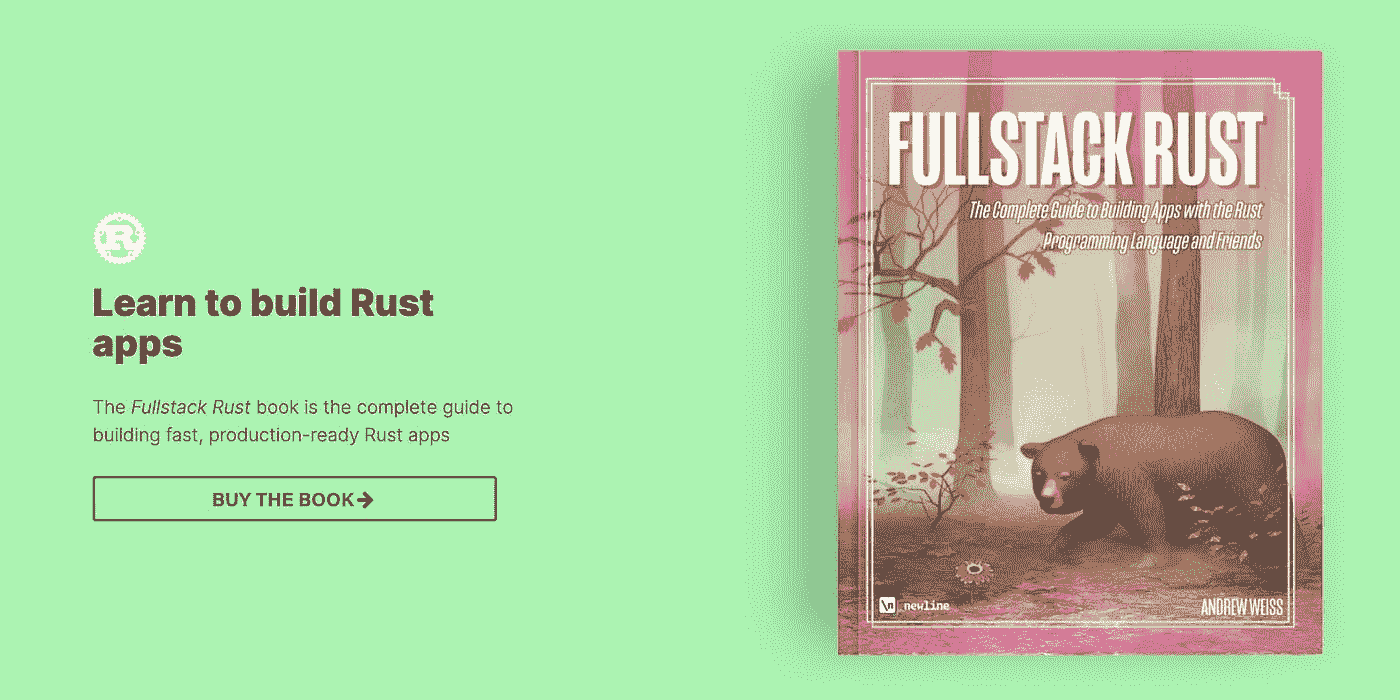 R
Learn to build Rust
apps
The Fullstack Rust book is the complete guide to
building fast, production-ready Rust apps
BUY THE BOOK→
FULLSTACK RUST
The Complete Guide to Building Apps with the Rust
Programming Language and Friends
\n newline
ANDREW WEISS